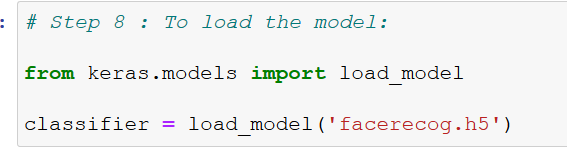 : # Step 8 : To load the model:
from keras.models import load_model
classifier = load_model('facerecog.h5')